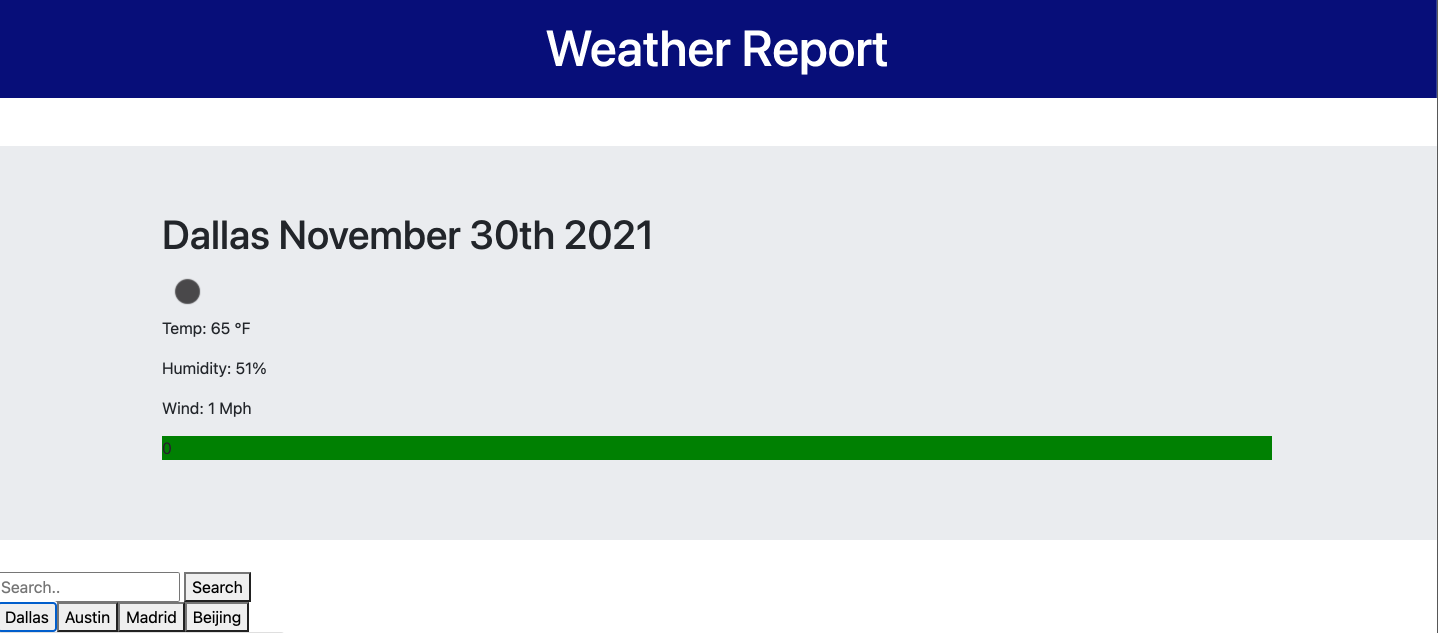 Weather Report
Dallas November 30th 2021
Temp: 65 °F
Humidity: 51%
Wind: 1 Mph
0
Search.. Search
Dallas Austin Madrid Beijing